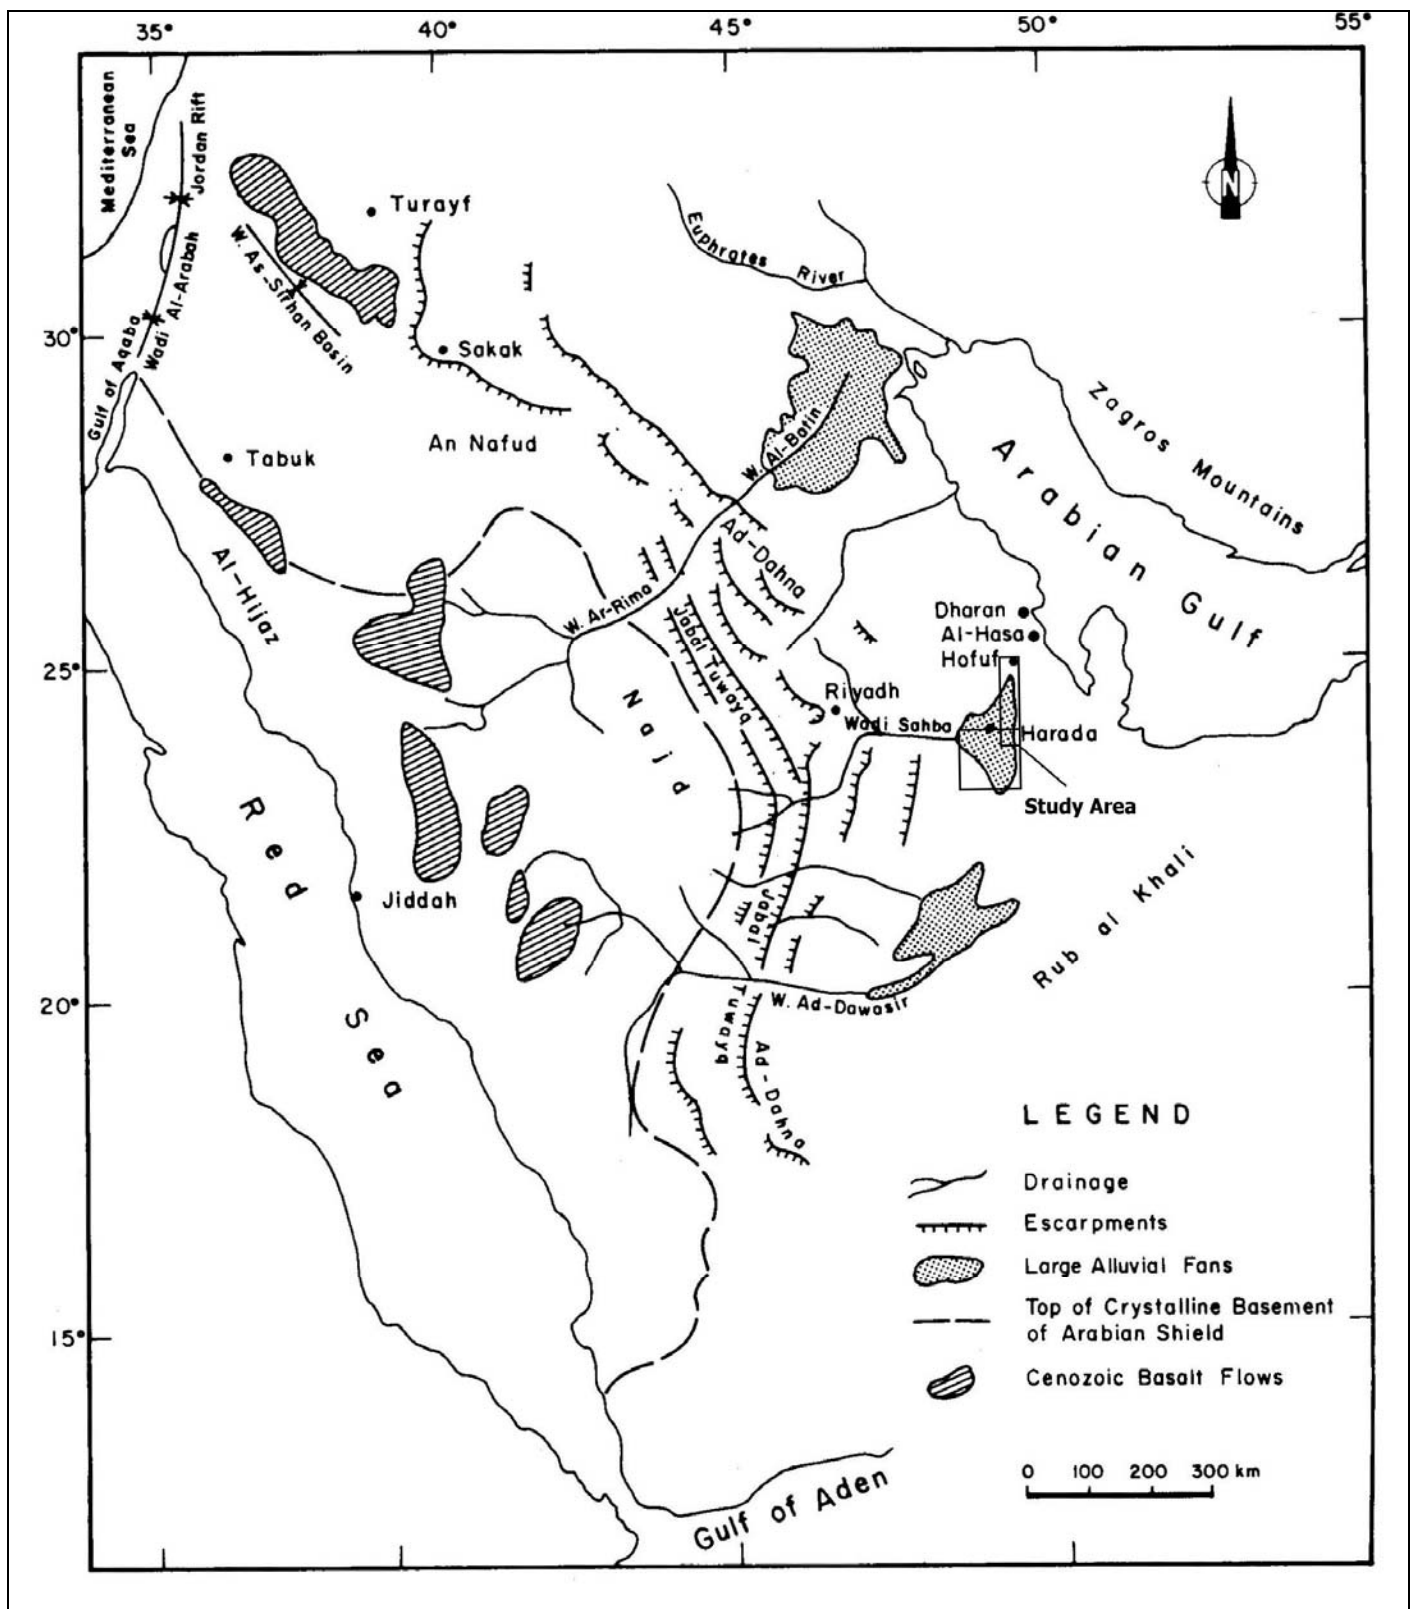 35°
40°
45°
50°
55°
Mediterranean
Sea
Jordan Rift
Turayf
W. As-Sirhan Basin
Wadi Al-Arabah
Gulf of Aqaba
Euphrates River
N
30°
Sakak
An Nafud
Tabuk
W. Al-Batin
Zagros Mountains
Arabian Gulf
Ad-Dahna
Al-Hijaz
W. Ar-Rima
Jabal Tuwayq
Dharan
Al-Hasa
Hofuf
25°
Najd
Riyadh
Wadi Sahba
Harada
Study Area
Red Sea
Jiddah
Jabal
Tuwayq
Rub al Khali
20°
W. Ad-Dawasir
Ad-Dahna
LEGEND
Drainage
Escarpments
Large Alluvial Fans
Top of Crystalline Basement
of Arabian Shield
15°
Cenozoic Basalt Flows
0 100 200 300 km
Gulf of Aden